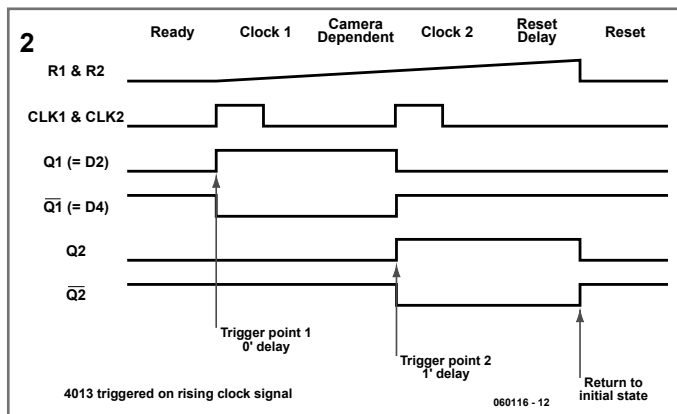 2
Ready Clock 1 Camera Dependent Clock 2 Reset Delay Reset
R1 & R2
CLK1 & CLK2
Q1 (= D2)
Q1 (= D4)
Q2
Q2
Trigger point 1
0' delay
Trigger point 2
1' delay
Return to
initial state
4013 triggered on rising clock signal
060116 - 12